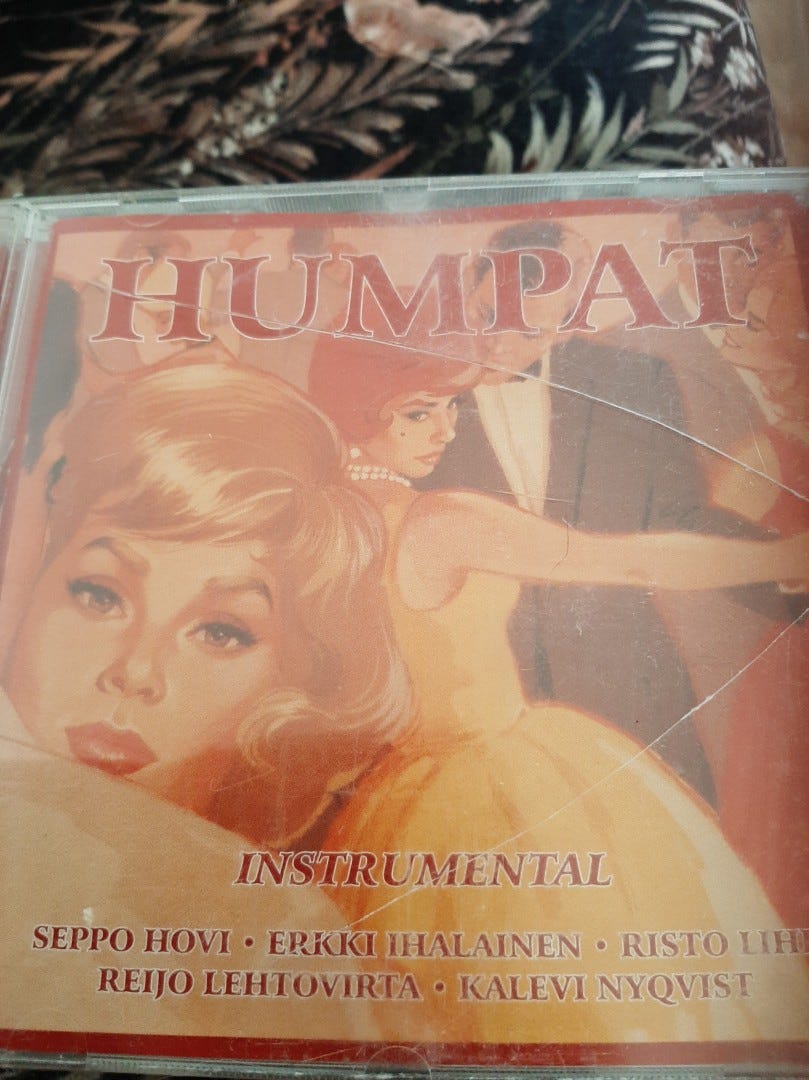 HUMPAT
INSTRUMENTAL
SEPPO HOVI • ERKKI IHALAINEN • RISTO
REIJO LEHTOVIRTA • KALEVI NYQVIST